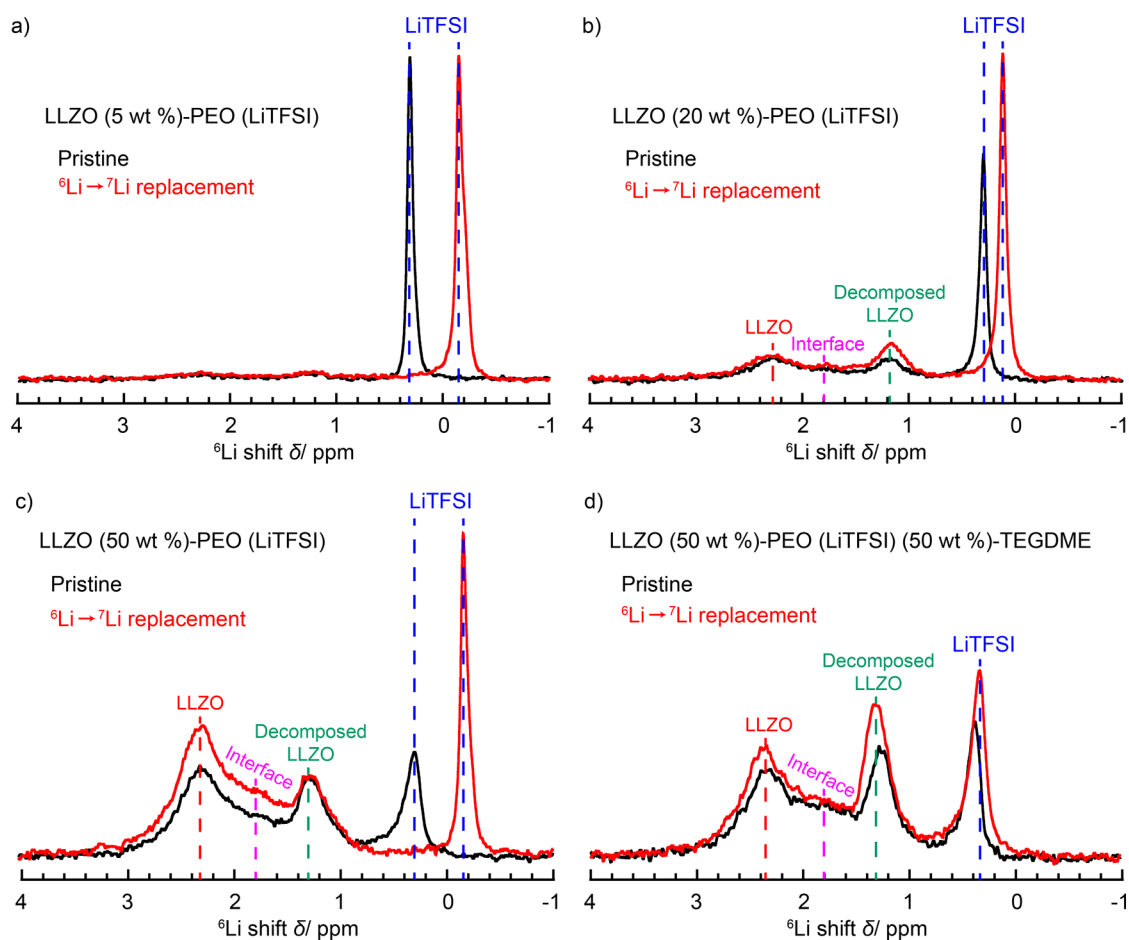 a)
LiTFSI
LLZO (5 wt %)-PEO (LiTFSI)
Pristine
⁶Li→⁷Li replacement
4 3 2 1 0 -1
⁶Li shift δ/ ppm
b)
LiTFSI
LLZO (20 wt %)-PEO (LiTFSI)
Pristine
⁶Li→⁷Li replacement
Decomposed
LLZO
LLZO
Interface
4 3 2 1 0 -1
⁶Li shift δ/ ppm
c)
LiTFSI
LLZO (50 wt %)-PEO (LiTFSI)
Pristine
⁶Li→⁷Li replacement
LLZO
Interface
Decomposed
LLZO
4 3 2 1 0 -1
⁶Li shift δ/ ppm
d)
LLZO (50 wt %)-PEO (LiTFSI) (50 wt %)-TEGDME
Pristine
⁶Li→⁷Li replacement
LiTFSI
Decomposed
LLZO
LLZO
Interface
4 3 2 1 0 -1
⁶Li shift δ/ ppm